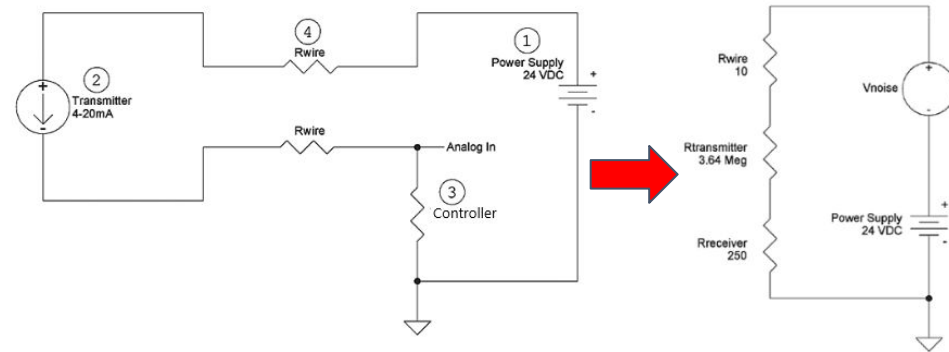 4
Rwire
1
Power Supply
24 VDC
+
-
2
+
Transmitter
4-20mA
-
Rwire
Analog In
3
Controller
Rwire
10
+
Vnoise
-
Rtransmitter
3.64 Meg
Power Supply
24 VDC
+
-
Rreceiver
250